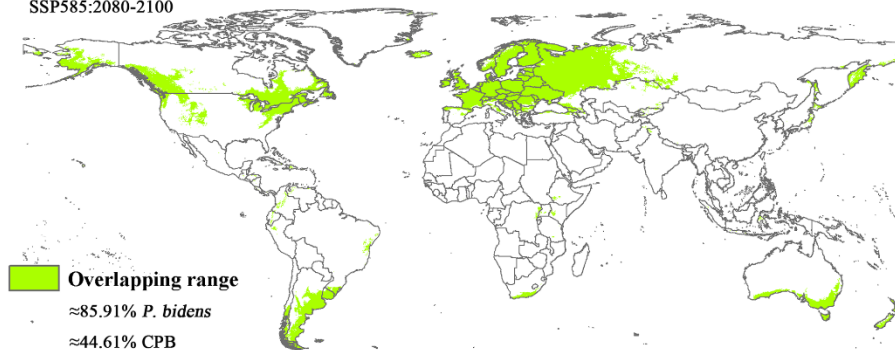 SSP585:2080-2100
Overlapping range
≈85.91% P. bidens
≈44.61% CPB